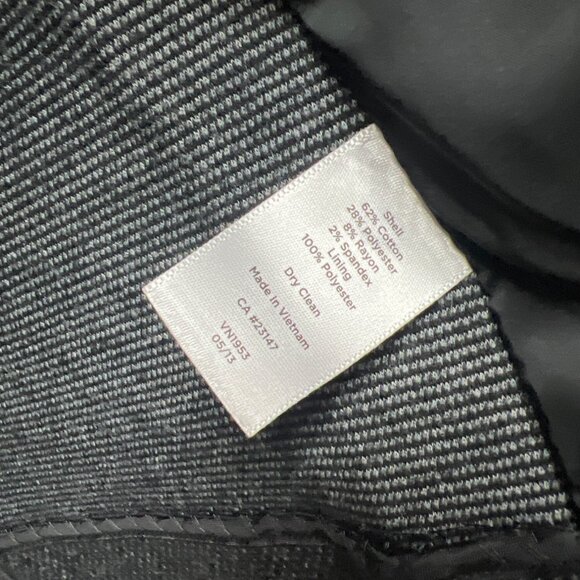 Shell
62% Cotton
28% Polyester
8% Rayon
2% Spandex
Lining
100% Polyester
Dry Clean
Made in Vietnam
CA #23147
VN1953
05/13